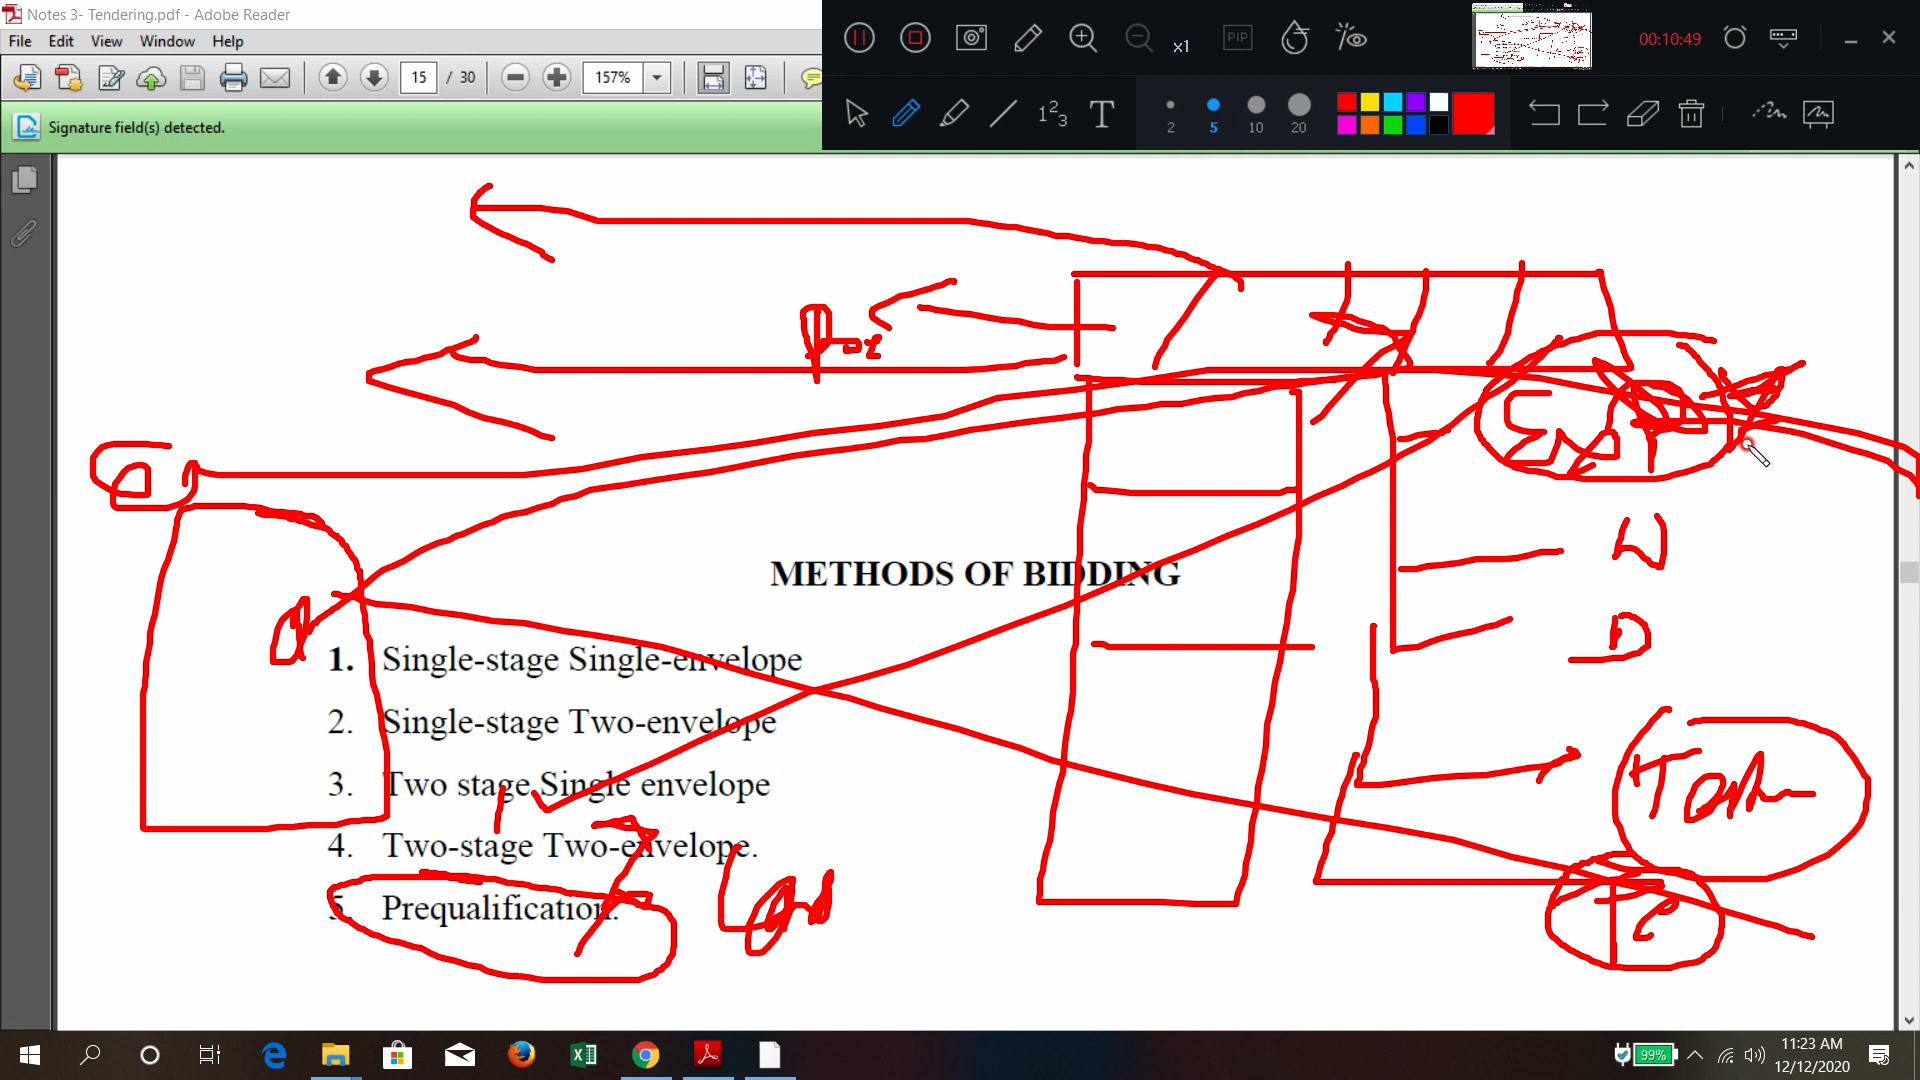 Notes 3- Tendering.pdf - Adobe Reader
File Edit View Window Help
15 / 30 157%
x1 PIP 00:10:49
1 2 3 T 2 5 10 20
Signature field(s) detected.
METHODS OF BIDDING
1. Single-stage Single-envelope
2. Single-stage Two-envelope
3. Two stage Single envelope
4. Two-stage Two-envelope.
5. Prequalification.
W
D
99%
11:23 AM
12/12/2020